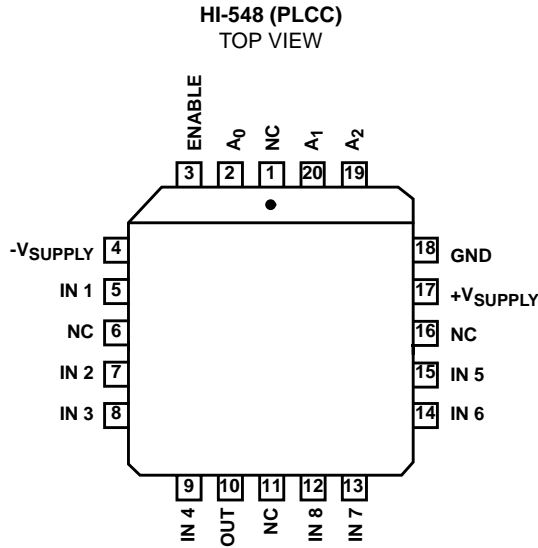 HI-548 (PLCC)
TOP VIEW
ENABLE
A0
NC
A1
A2
3
2
1
20
19
-VSUPPLY 4
IN 1 5
NC 6
IN 2 7
IN 3 8
18 GND
17 +VSUPPLY
16 NC
15 IN 5
14 IN 6
9
10
11
12
13
IN 4
OUT
NC
IN 8
IN 7